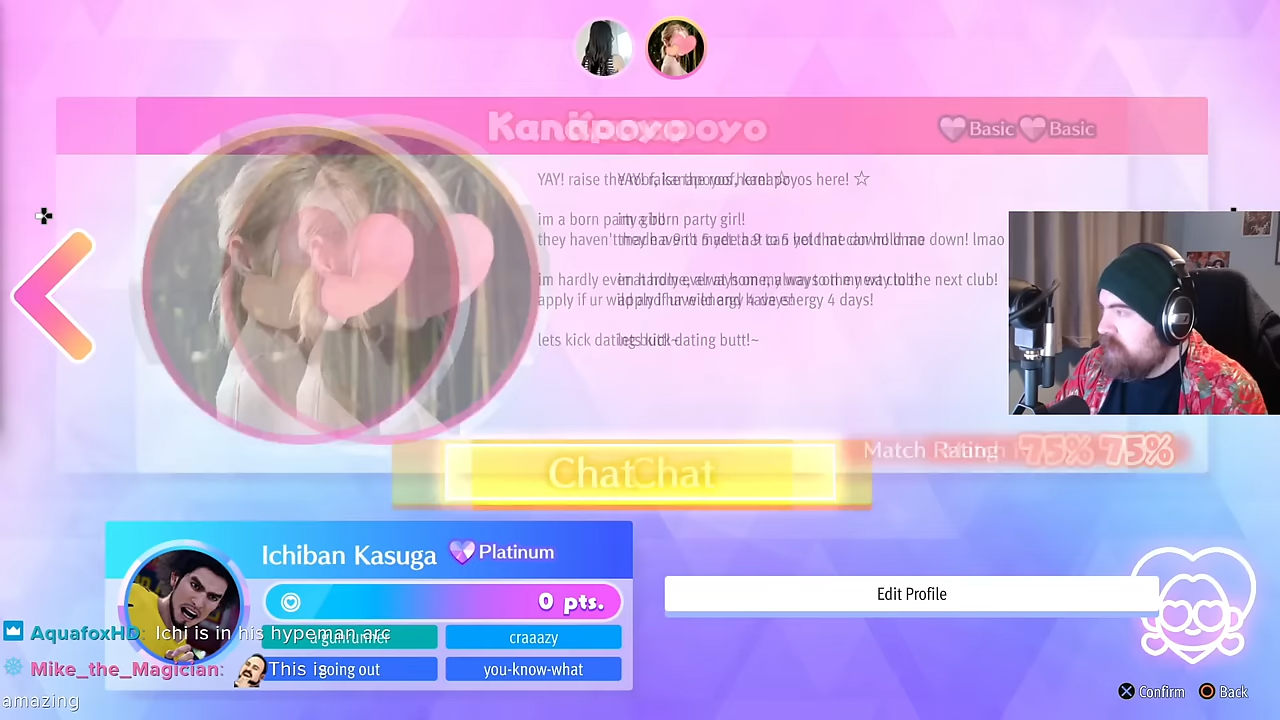 Kanapoyo
Basic Basic
YAY! raise the roof, kanapoyos here! ☆
im a born party girl!
they haven't made a 9 to 5 yet that can hold me down! lmao
im hardly ever at home, always on my way to the next club!
apply if ur wild and have energy 4 days!
lets kick dating butt!~
Chat Chat
Match Rating 75% 75%
Ichiban Kasuga Platinum
0 pts.
craaazy
going out you-know-what
Edit Profile
AquafoxHD: Ichi is in his hypeman arc
Mike_the_Magician: This is
amazing
Confirm Back